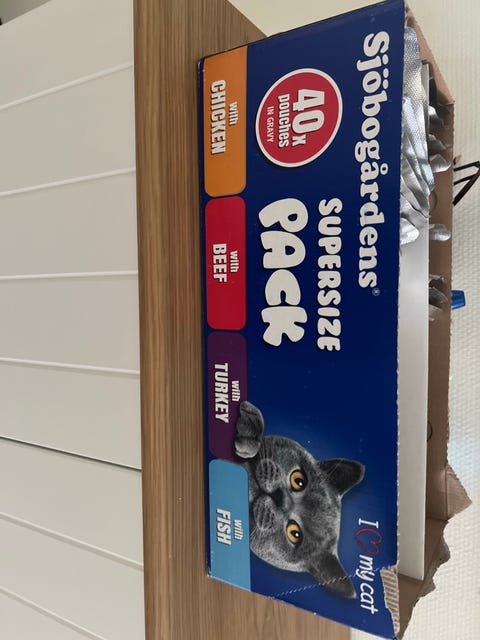 Sjöbogårdens®
40x
POUCHES
IN GRAVY
SUPERSIZE
PACK
I ♡ my cat
with
CHICKEN
with
BEEF
with
TURKEY
with
FISH